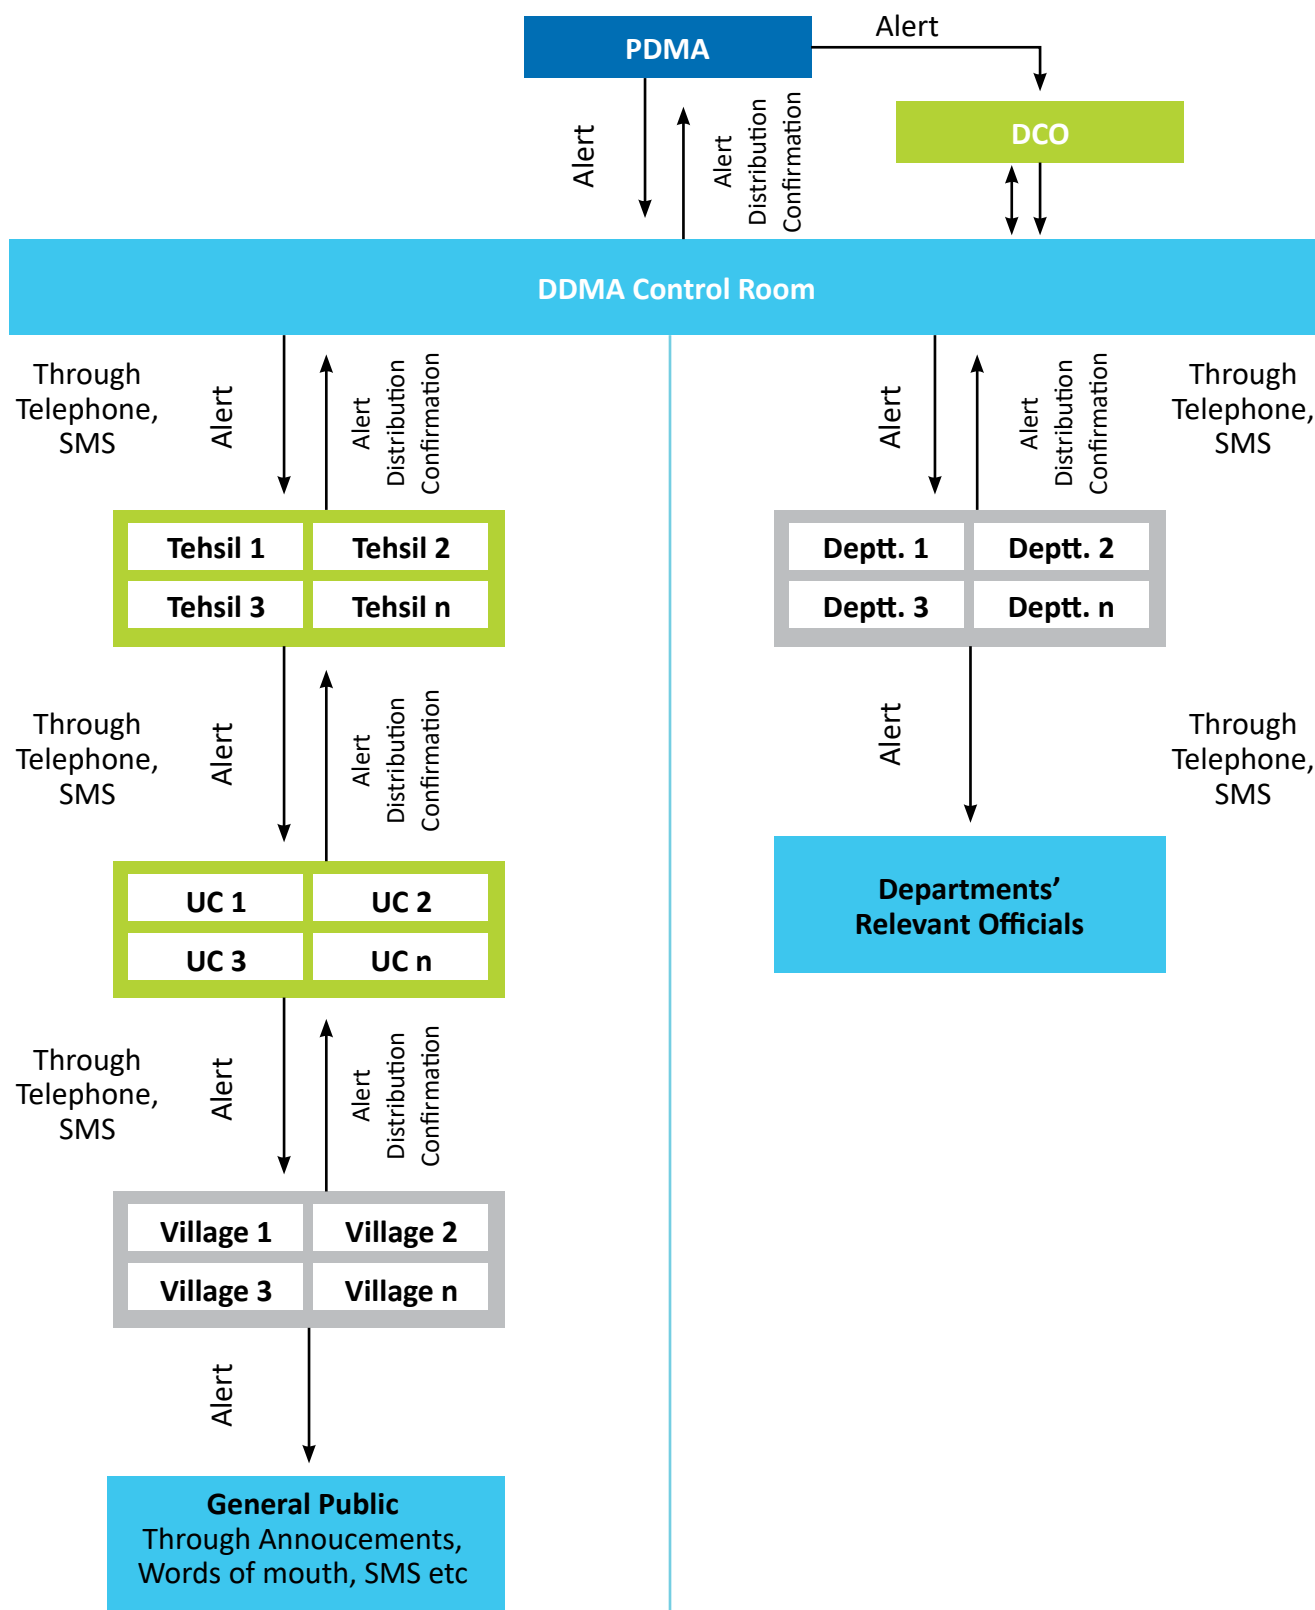 PDMA
Alert
DCO
Alert
Alert
Distribution
Confirmation
DDMA Control Room
Through
Telephone,
SMS
Alert
Alert
Distribution
Confirmation
Alert
Alert
Distribution
Confirmation
Through
Telephone,
SMS
Tehsil 1
Tehsil 2
Tehsil 3
Tehsil n
Deptt. 1
Deptt. 2
Deptt. 3
Deptt. n
Through
Telephone,
SMS
Alert
Alert
Distribution
Confirmation
Alert
Through
Telephone,
SMS
UC 1
UC 2
UC 3
UC n
Departments’
Relevant Officials
Through
Telephone,
SMS
Alert
Alert
Distribution
Confirmation
Village 1
Village 2
Village 3
Village n
Alert
General Public
Through Annoucements,
Words of mouth, SMS etc